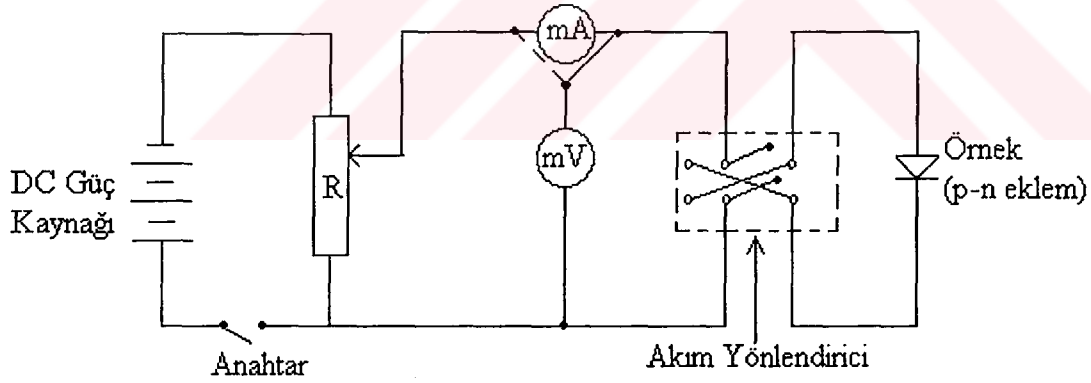 mA
mV
R
DC Güç
Kaynağı
Örnek
(p-n eklem)
Anahtar
Akım Yönlendirici